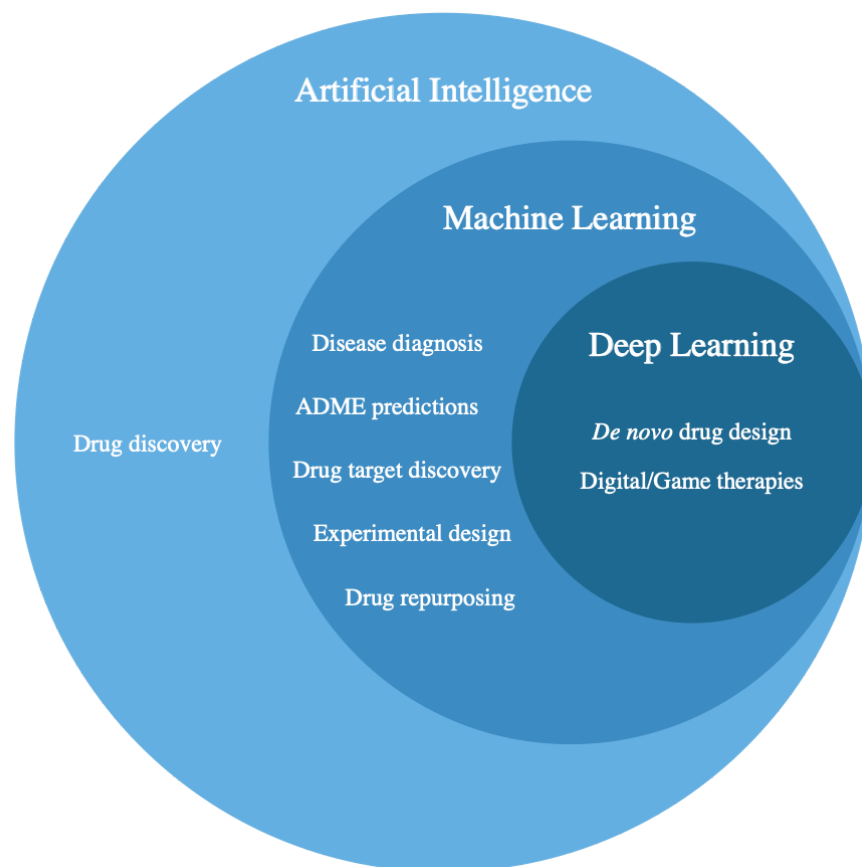 Artificial Intelligence
Machine Learning
Deep Learning
Disease diagnosis
ADME predictions
Drug target discovery
Experimental design
Drug repurposing
Drug discovery
De novo drug design
Digital/Game therapies